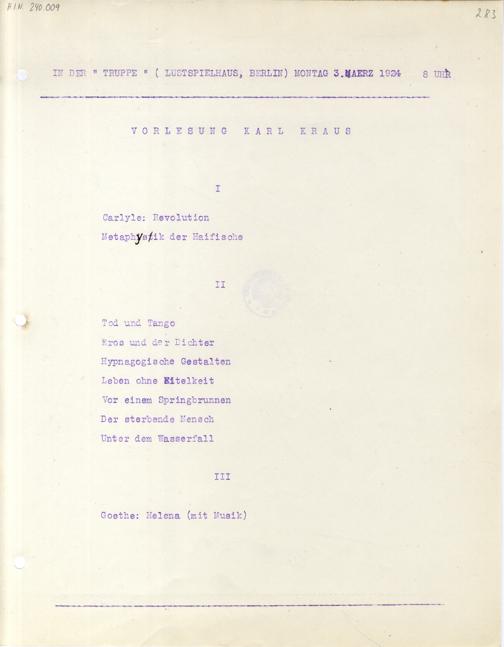 H.I.N. 240.009
283
IN DER " TRUPPE " ( LUSTSPIELHAUS, BERLIN) MONTAG 3.MAERZ 1924 8 UHR
VORLESUNG KARL KRAUS
I
Carlyle: Revolution
Metaphysik der Haifische
II
Tod und Tango
Eros und der Dichter
Hypnagogische Gestalten
Leben ohne Eitelkeit
Vor einem Springbrunnen
Der sterbende Mensch
Unter dem Wasserfall
III
Goethe: Helena (mit Musik)